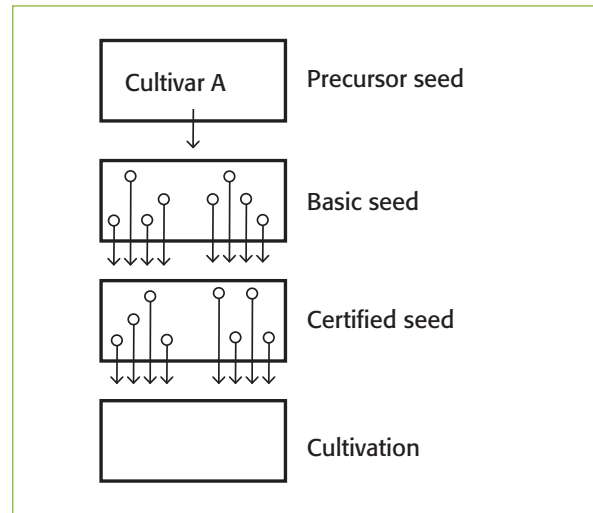 Cultivar A
Precursor seed
Basic seed
Certified seed
Cultivation